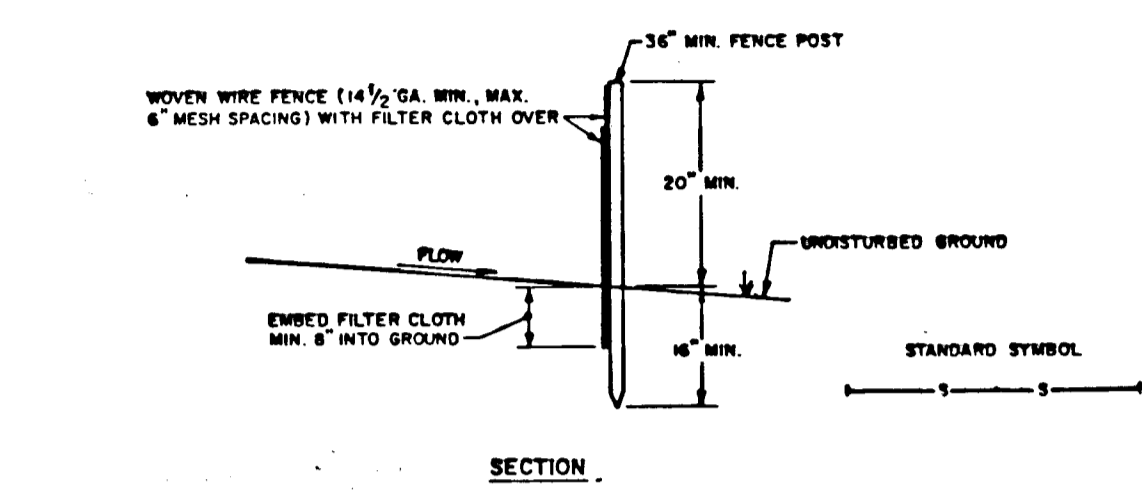 36" MIN. FENCE POST
WOVEN WIRE FENCE (14 1/2 GA. MIN., MAX.
6" MESH SPACING) WITH FILTER CLOTH OVER
20" MIN.
FLOW
UNDISTURBED GROUND
EMBED FILTER CLOTH
MIN. 8" INTO GROUND
16" MIN.
STANDARD SYMBOL
S S
SECTION